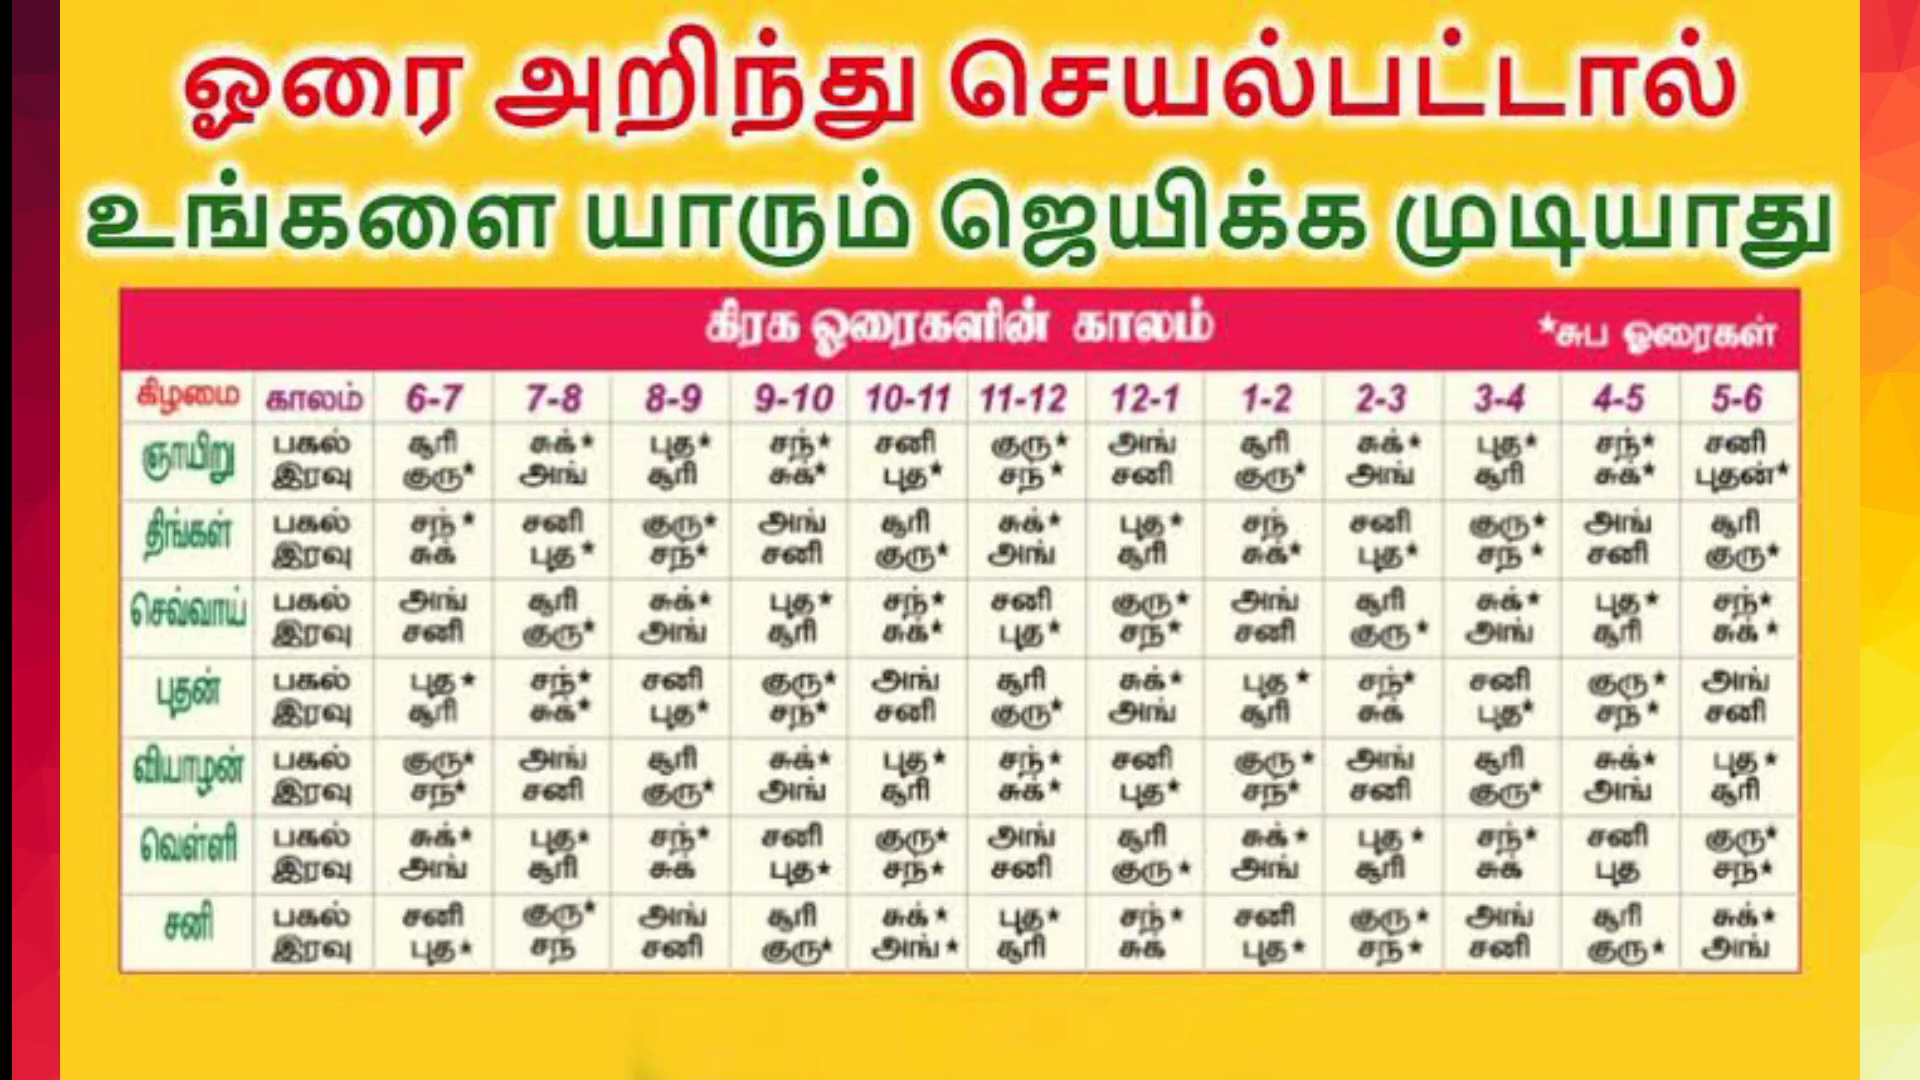 ஓரை அறிந்து செயல்பட்டால்
உங்களை யாரும் ஜெயிக்க முடியாது
கிரக ஓரைகளின் காலம் *சுப ஓரைகள்
கிழமை காலம் 6-7 7-8 8-9 9-10 10-11 11-12 12-1 1-2 2-3 3-4 4-5 5-6
ஞாயிறு பகல் சூரி சுக்* புத* சந்* சனி குரு* அங் சூரி சுக்* புத* சந்* சனி
இரவு குரு* அங் சூரி சுக்* புத* சந்* சனி குரு* அங் சூரி சுக்* புதன்*
திங்கள் பகல் சந்* சனி குரு* அங் சூரி சுக்* புத* சந் சனி குரு* அங் சூரி
இரவு சுக் புத* சந்* சனி குரு* அங் சூரி சுக்* புத* சந்* சனி குரு*
செவ்வாய் பகல் அங் சூரி சுக்* புத* சந்* சனி குரு* அங் சூரி சுக்* புத* சந்*
இரவு சனி குரு* அங் சூரி சுக்* புத* சந்* சனி குரு* அங் சூரி சுக்*
புதன் பகல் புத* சந்* சனி குரு* அங் சூரி சுக்* புத* சந்* சனி குரு* அங்
இரவு சூரி சுக்* புத* சந்* சனி குரு* அங் சூரி சுக் புத* சந்* சனி
வியாழன் பகல் குரு* அங் சூரி சுக்* புத* சந்* சனி குரு* அங் சூரி சுக்* புத*
இரவு சந்* சனி குரு* அங் சூரி சுக்* புத* சந்* சனி குரு* அங் சூரி
வெள்ளி பகல் சுக்* புத* சந்* சனி குரு* அங் சூரி சுக்* புத* சந்* சனி குரு*
இரவு அங் சூரி சுக் புத* சந்* சனி குரு* அங் சூரி சுக் புத சந்*
சனி பகல் சனி குரு* அங் சூரி சுக்* புத* சந்* சனி குரு* அங் சூரி சுக்*
இரவு புத* சந் சனி குரு* அங்* சூரி சுக் புத* சந்* சனி குரு* அங்